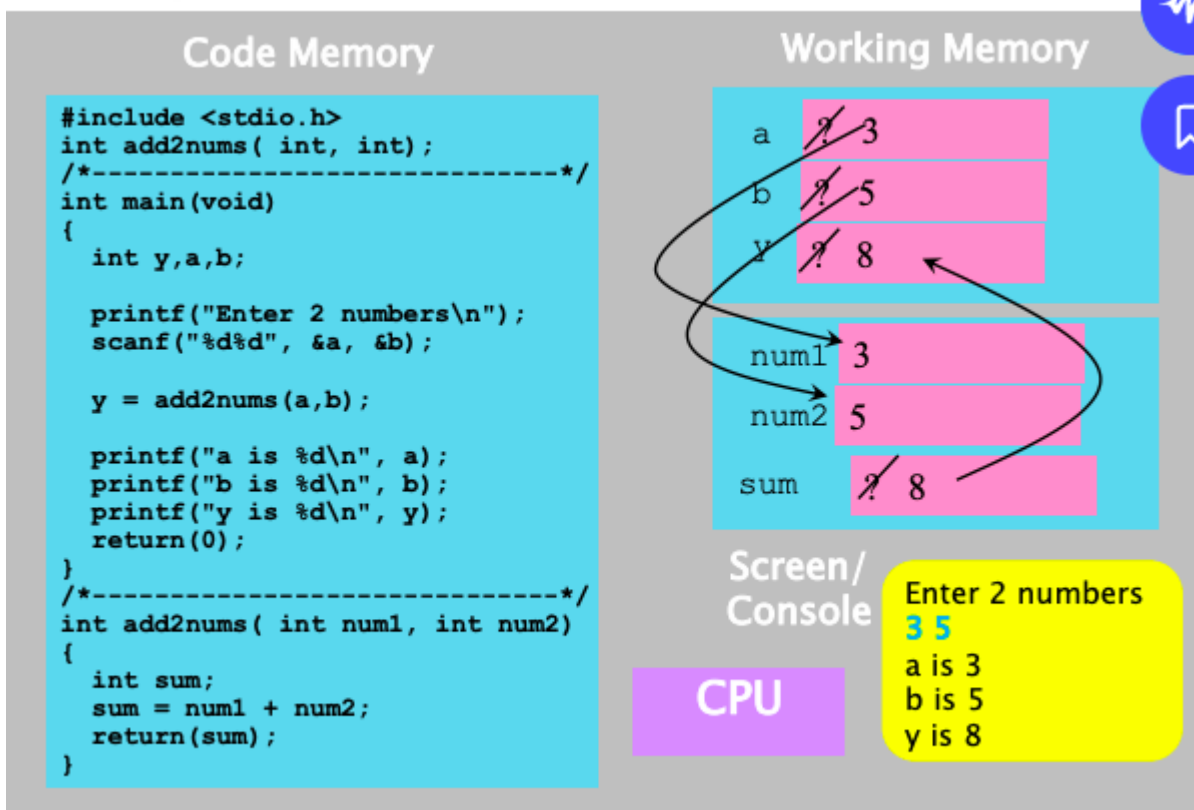 Code Memory
#include <stdio.h>
int add2nums( int, int);
/*------------------------------*/
int main(void)
{
  int y,a,b;
  printf("Enter 2 numbers\n");
  scanf("%d%d", &a, &b);
  y = add2nums(a,b);
  printf("a is %d\n", a);
  printf("b is %d\n", b);
  printf("y is %d\n", y);
  return(0);
}
/*------------------------------*/
int add2nums( int num1, int num2)
{
  int sum;
  sum = num1 + num2;
  return(sum);
}
Working Memory
a ? 3
b ? 5
y ? 8
num1 3
num2 5
sum ? 8
Screen/
Console
Enter 2 numbers
3 5
a is 3
b is 5
y is 8
CPU